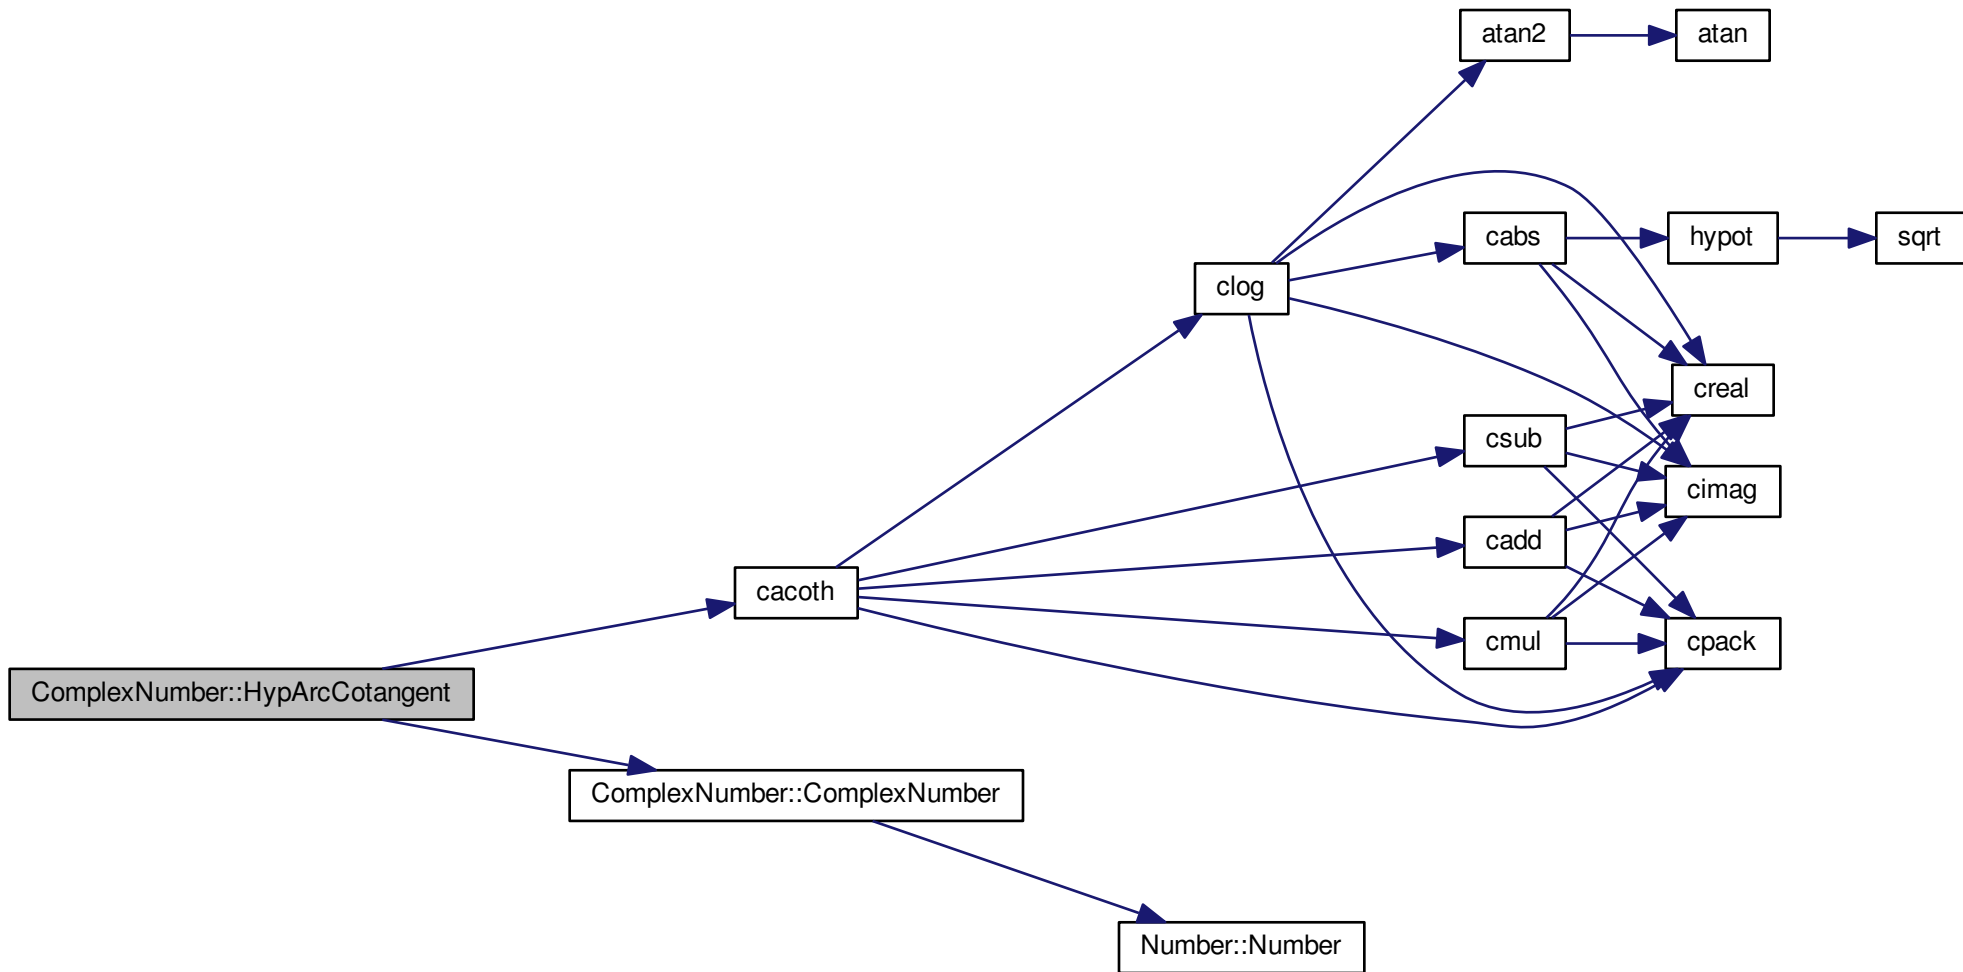 atan2
atan
cabs
hypot
sqrt
clog
creal
csub
cimag
cadd
cacoth
cmul
cpack
ComplexNumber::HypArcCotangent
ComplexNumber::ComplexNumber
Number::Number